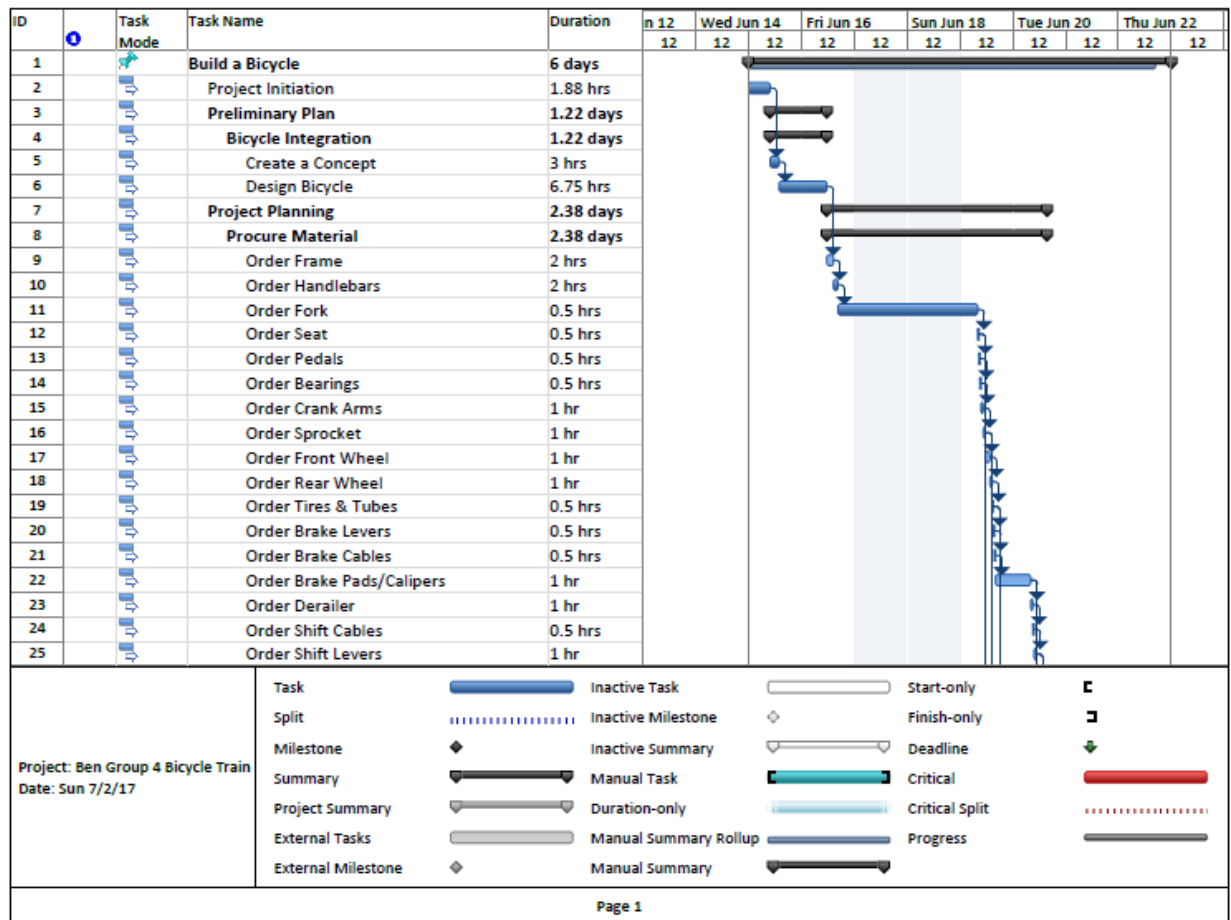 ID Task Mode Task Name Duration n 12 Wed Jun 14 Fri Jun 16 Sun Jun 18 Tue Jun 20 Thu Jun 22
12 12 12 12 12 12 12 12 12 12 12
1 Build a Bicycle 6 days
2 Project Initiation 1.88 hrs
3 Preliminary Plan 1.22 days
4 Bicycle Integration 1.22 days
5 Create a Concept 3 hrs
6 Design Bicycle 6.75 hrs
7 Project Planning 2.38 days
8 Procure Material 2.38 days
9 Order Frame 2 hrs
10 Order Handlebars 2 hrs
11 Order Fork 0.5 hrs
12 Order Seat 0.5 hrs
13 Order Pedals 0.5 hrs
14 Order Bearings 0.5 hrs
15 Order Crank Arms 1 hr
16 Order Sprocket 1 hr
17 Order Front Wheel 1 hr
18 Order Rear Wheel 1 hr
19 Order Tires & Tubes 0.5 hrs
20 Order Brake Levers 0.5 hrs
21 Order Brake Cables 0.5 hrs
22 Order Brake Pads/Calipers 1 hr
23 Order Derailer 1 hr
24 Order Shift Cables 0.5 hrs
25 Order Shift Levers 1 hr
Project: Ben Group 4 Bicycle Train
Date: Sun 7/2/17
Task Inactive Task Start-only
Split Inactive Milestone Finish-only
Milestone Inactive Summary Deadline
Summary Manual Task Critical
Project Summary Duration-only Critical Split
External Tasks Manual Summary Rollup Progress
External Milestone Manual Summary
Page 1